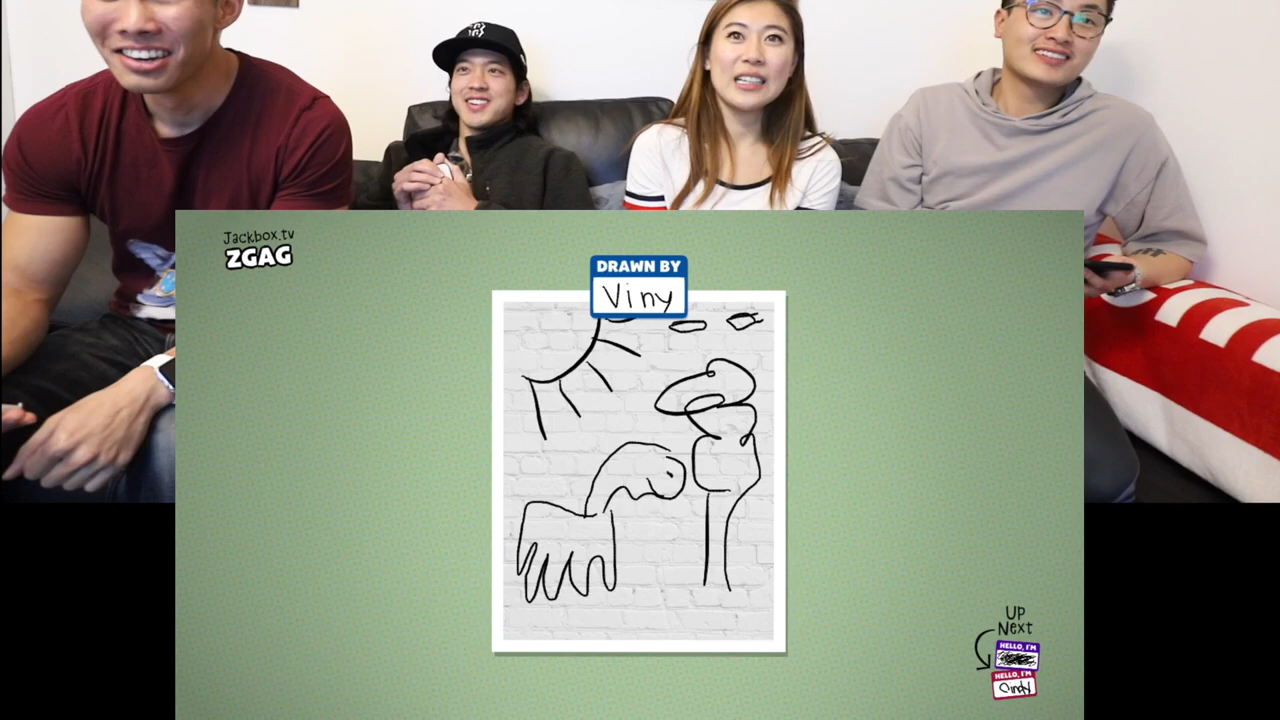 Jackbox.tv
ZGAG
DRAWN BY
Viny
UP
Next
HELLO, I'M
HELLO, I'M
Cindy